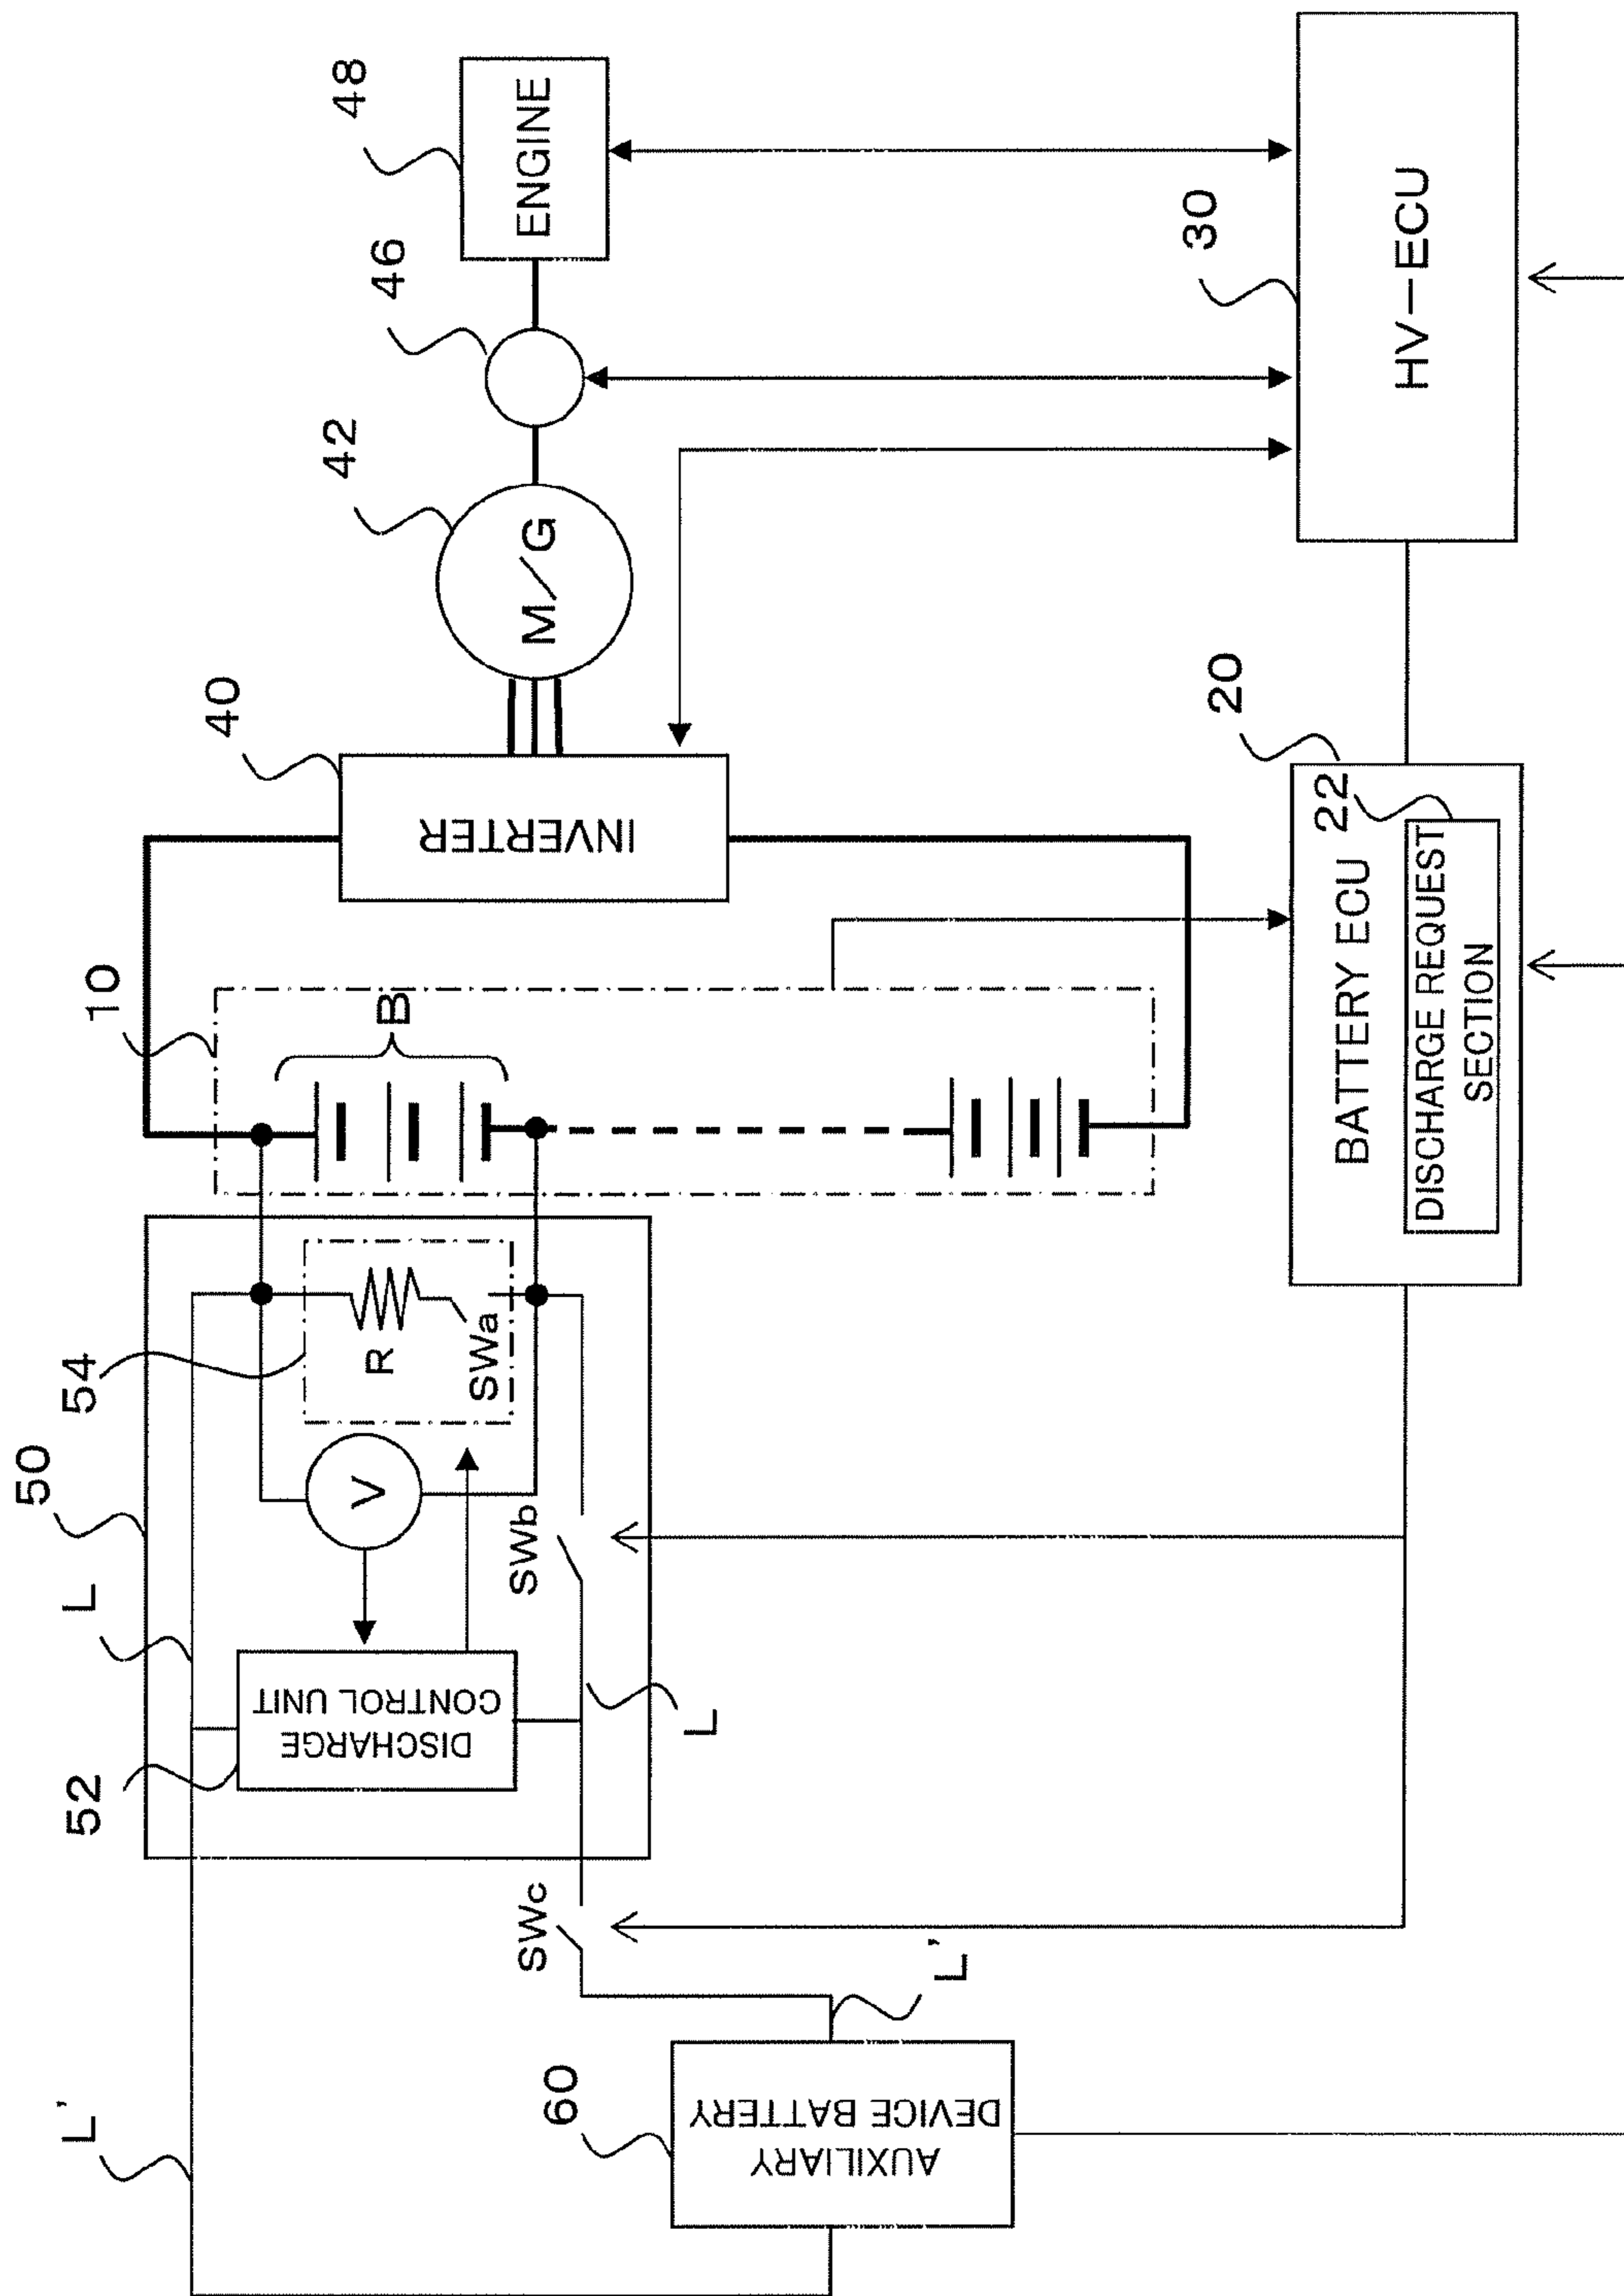 48
ENGINE
46
42
M/G
40
INVERTER
30
HV-ECU
20
22
BATTERY ECU
DISCHARGE REQUEST
SECTION
10
B
54
R
SWa
50
V
SWb
L
L
52
DISCHARGE
CONTROL UNIT
SWc
L'
L'
60
AUXILIARY
DEVICE BATTERY